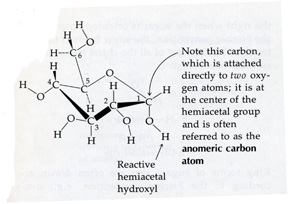 H
O
H
H—C
6
H
H
O
4
5
O
H
H
H
2
H
O
3
O
H
O
H
H
Note this carbon,
which is attached
directly to two oxy-
gen atoms; it is at
the center of the
hemiacetal group
and is often
referred to as the
anomeric carbon
atom
Reactive
hemiacetal
hydroxyl